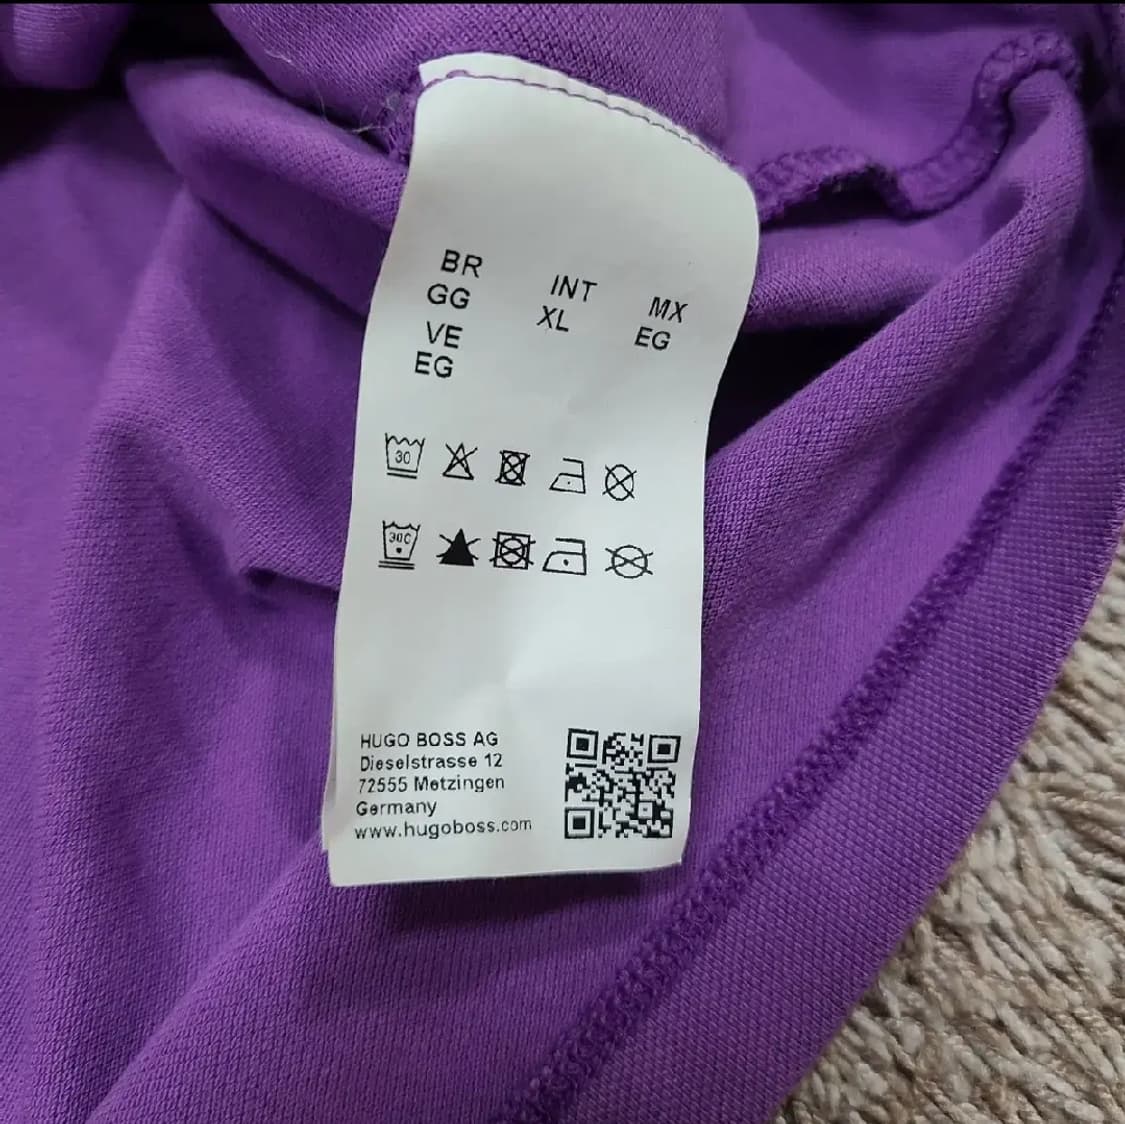 BR INT MX
GG XL EG
VE
EG
30
30C
HUGO BOSS AG
Dieselstrasse 12
72555 Metzingen
Germany
www.hugoboss.com